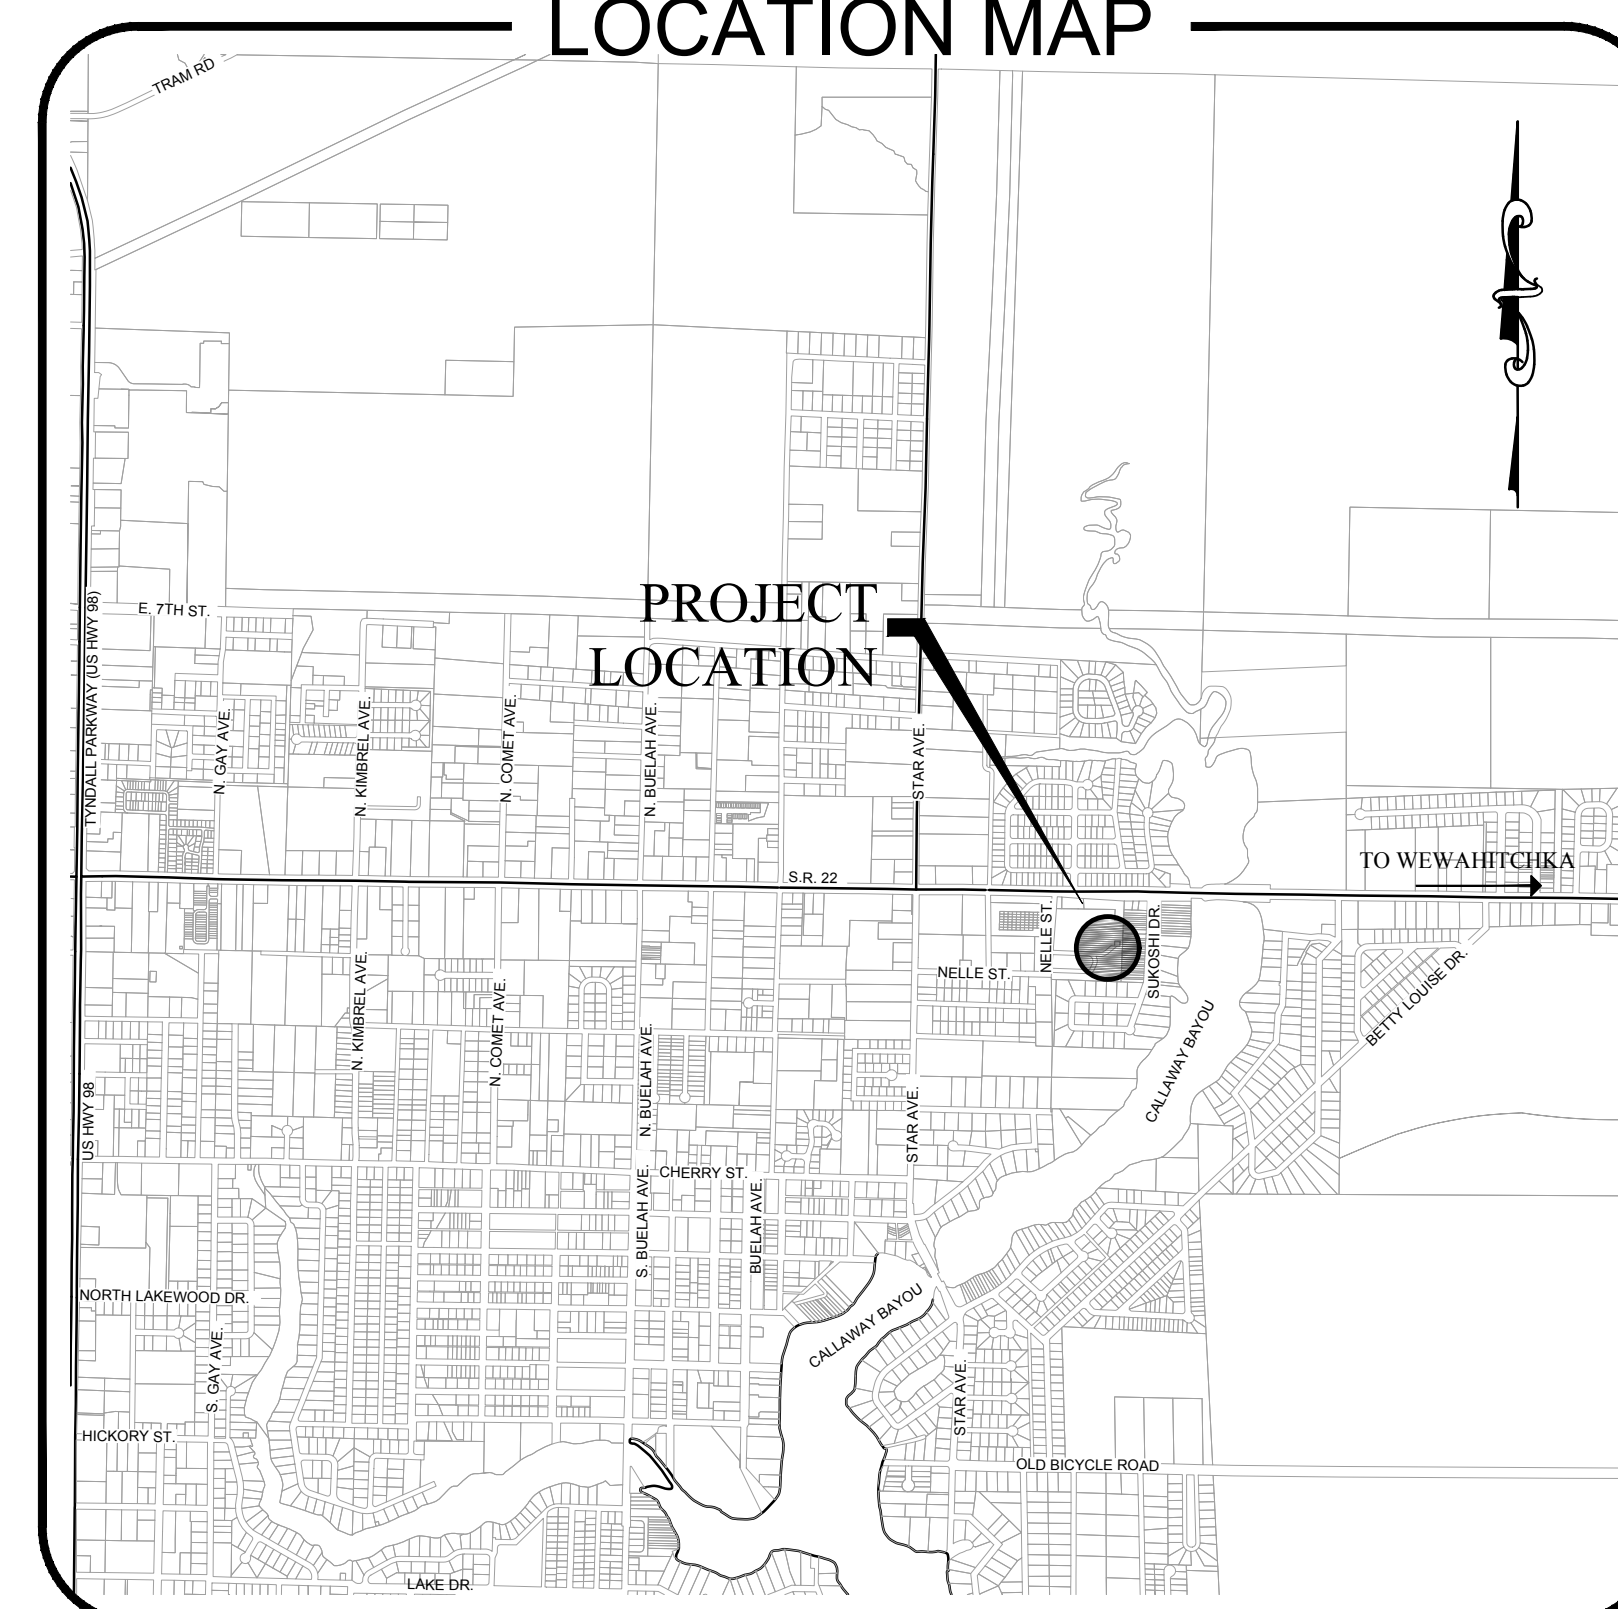 LOCATION MAP
TRAM RD
PROJECT
LOCATION
E. 7TH ST.
TYNDALL PARKWAY (US HWY 98)
N. GAY AVE.
N. KIMBREL AVE.
N. COMET AVE.
N. BUELAH AVE.
STAR AVE.
TO WEWAHITCHKA
S.R. 22
NELLE ST.
NELLE ST.
SUKOSHI DR.
BETTY LOUISE DR.
N. KIMBREL AVE.
N. COMET AVE.
N. BUELAH AVE.
CALLAWAY BAYOU
US HWY 98
STAR AVE.
CHERRY ST.
S. BUELAH AVE.
BUELAH AVE.
NORTH LAKEWOOD DR.
CALLAWAY BAYOU
S. GAY AVE.
STAR AVE.
HICKORY ST.
OLD BICYCLE ROAD
LAKE DR.